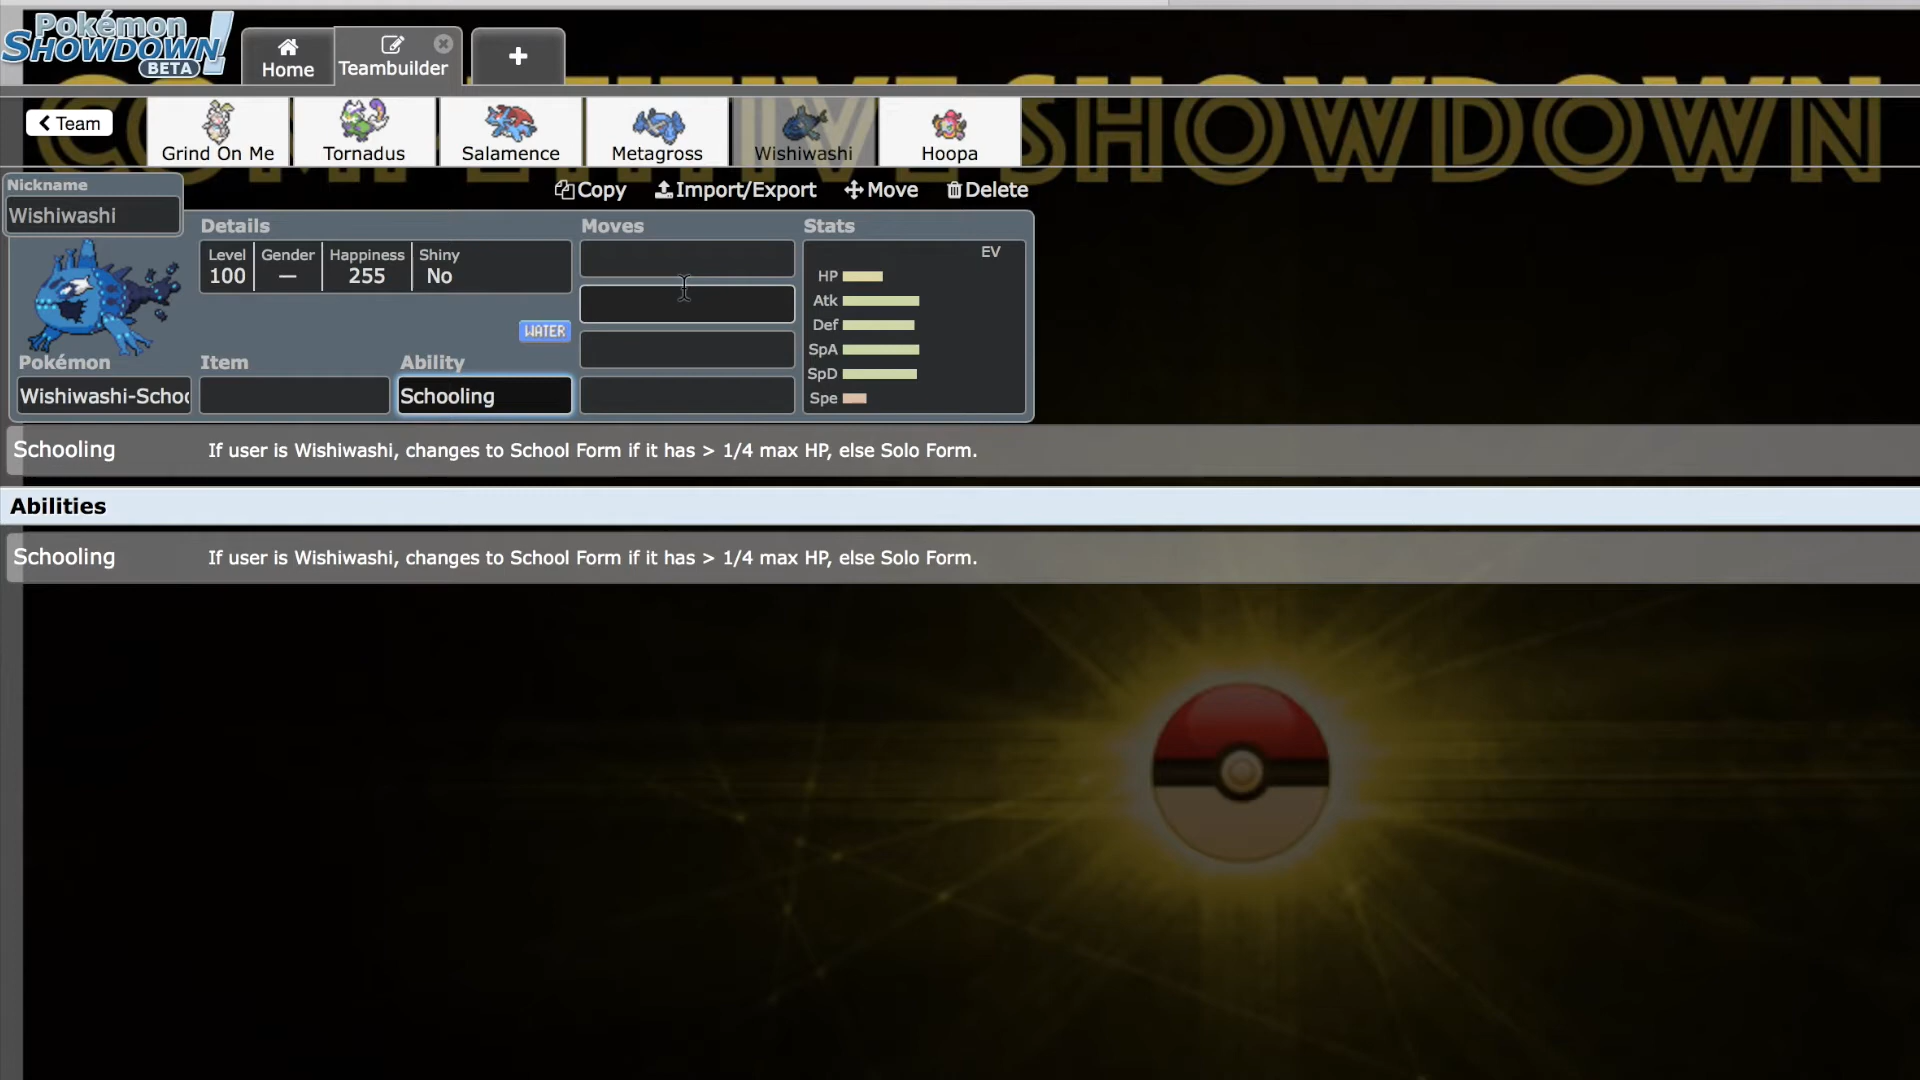 Pokémon
SHOWDOWN!
BETA
Home
Teambuilder
+
COMPETITIVE SHOWDOWN
Team
Grind On Me
Tornadus
Salamence
Metagross
Wishiwashi
Hoopa
Nickname
Wishiwashi
Copy
Import/Export
Move
Delete
Details
Moves
Stats
Level
Gender
Happiness
Shiny
100
—
255
No
EV
HP
Atk
Def
SpA
SpD
Spe
WATER
Pokémon
Item
Ability
Wishiwashi-Schoo
Schooling
Schooling If user is Wishiwashi, changes to School Form if it has > 1/4 max HP, else Solo Form.
Abilities
Schooling If user is Wishiwashi, changes to School Form if it has > 1/4 max HP, else Solo Form.